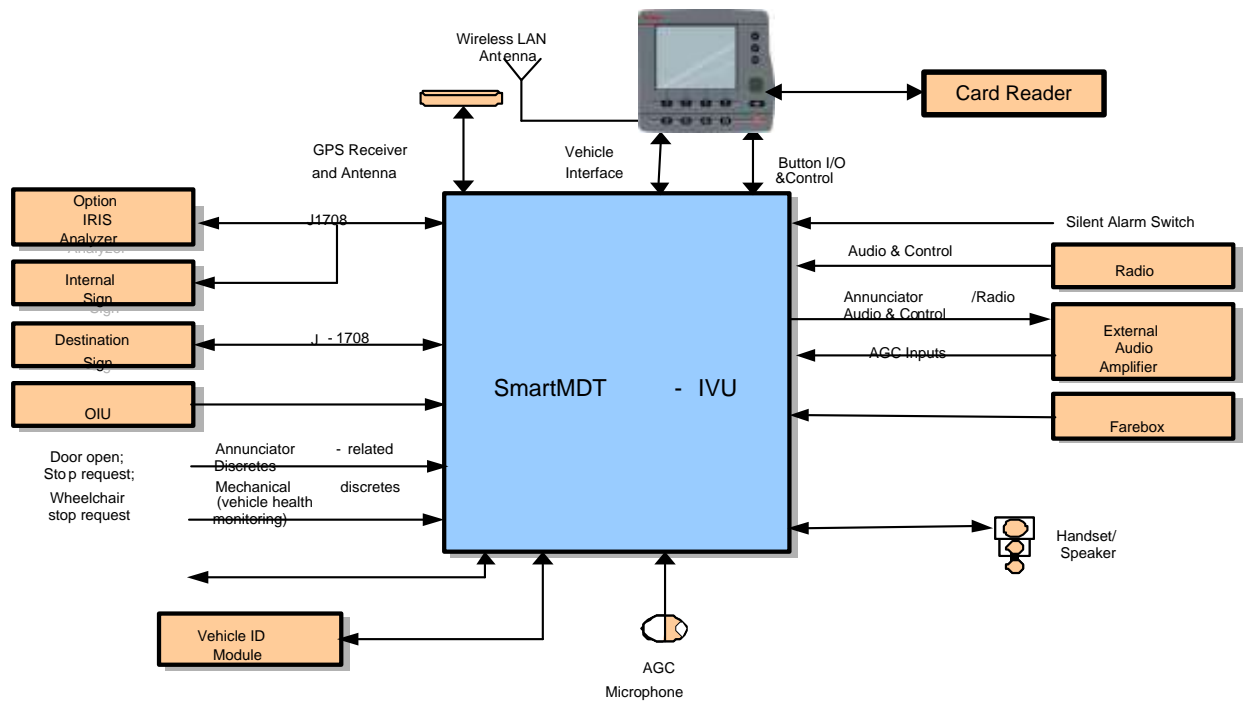 Wireless LAN
Antenna
Card Reader
GPS Receiver
and Antenna
Vehicle
Interface
Button I/O
&Control
Option
IRIS
Analyzer
Analyzer
J1708
Internal
Sign
Sign
Destination
Sign
J - 1708
OIU
Door open;
Stop request;
Wheelchair
stop request
Annunciator - related
Discretes
Mechanical discretes
(vehicle health
monitoring)
SmartMDT - IVU
Silent Alarm Switch
Audio & Control
Radio
Annunciator /Radio
Audio & Control
AGC Inputs
External
Audio
Amplifier
Farebox
Handset/
Speaker
Vehicle ID
Module
AGC
Microphone